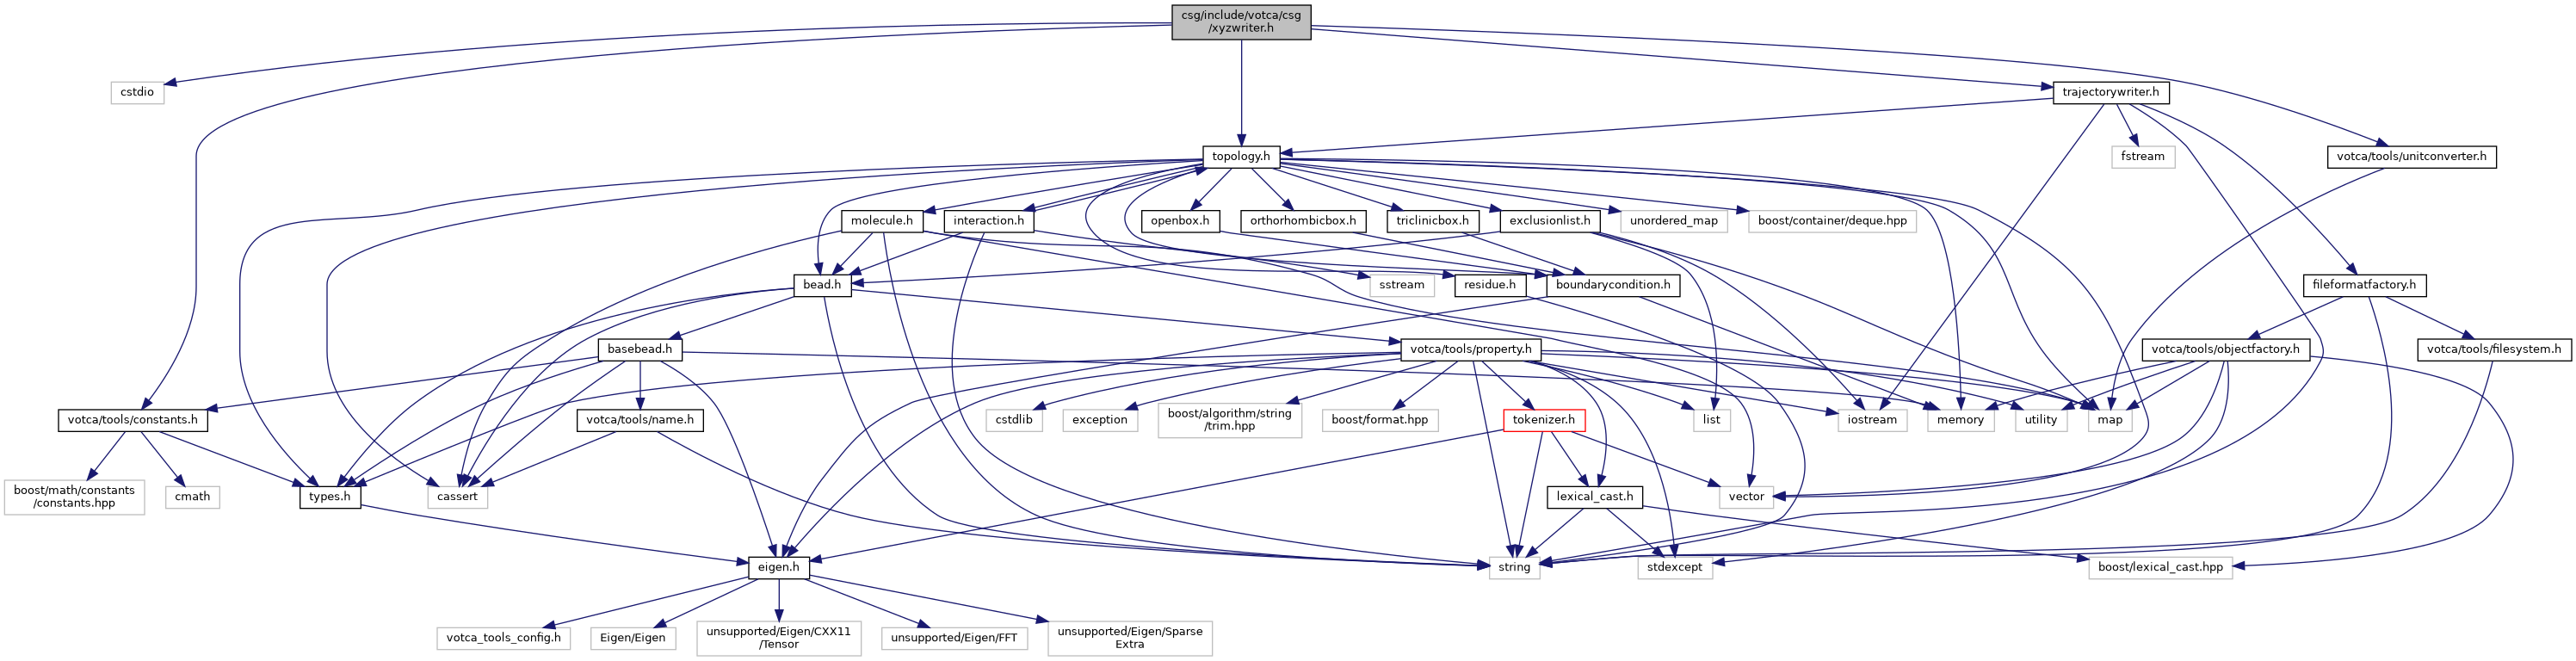 csg/include/votca/csg
/xyzwriter.h
cstdio
trajectorywriter.h
topology.h
fstream
votca/tools/unitconverter.h
molecule.h
interaction.h
openbox.h
orthorhombicbox.h
triclinicbox.h
exclusionlist.h
unordered_map
boost/container/deque.hpp
bead.h
sstream
residue.h
boundarycondition.h
fileformatfactory.h
basebead.h
votca/tools/property.h
votca/tools/objectfactory.h
votca/tools/filesystem.h
votca/tools/constants.h
votca/tools/name.h
cstdlib
exception
boost/algorithm/string
/trim.hpp
boost/format.hpp
tokenizer.h
list
iostream
memory
utility
map
boost/math/constants
/constants.hpp
cmath
types.h
cassert
lexical_cast.h
vector
eigen.h
string
stdexcept
boost/lexical_cast.hpp
votca_tools_config.h
Eigen/Eigen
unsupported/Eigen/CXX11
/Tensor
unsupported/Eigen/FFT
unsupported/Eigen/Sparse
Extra